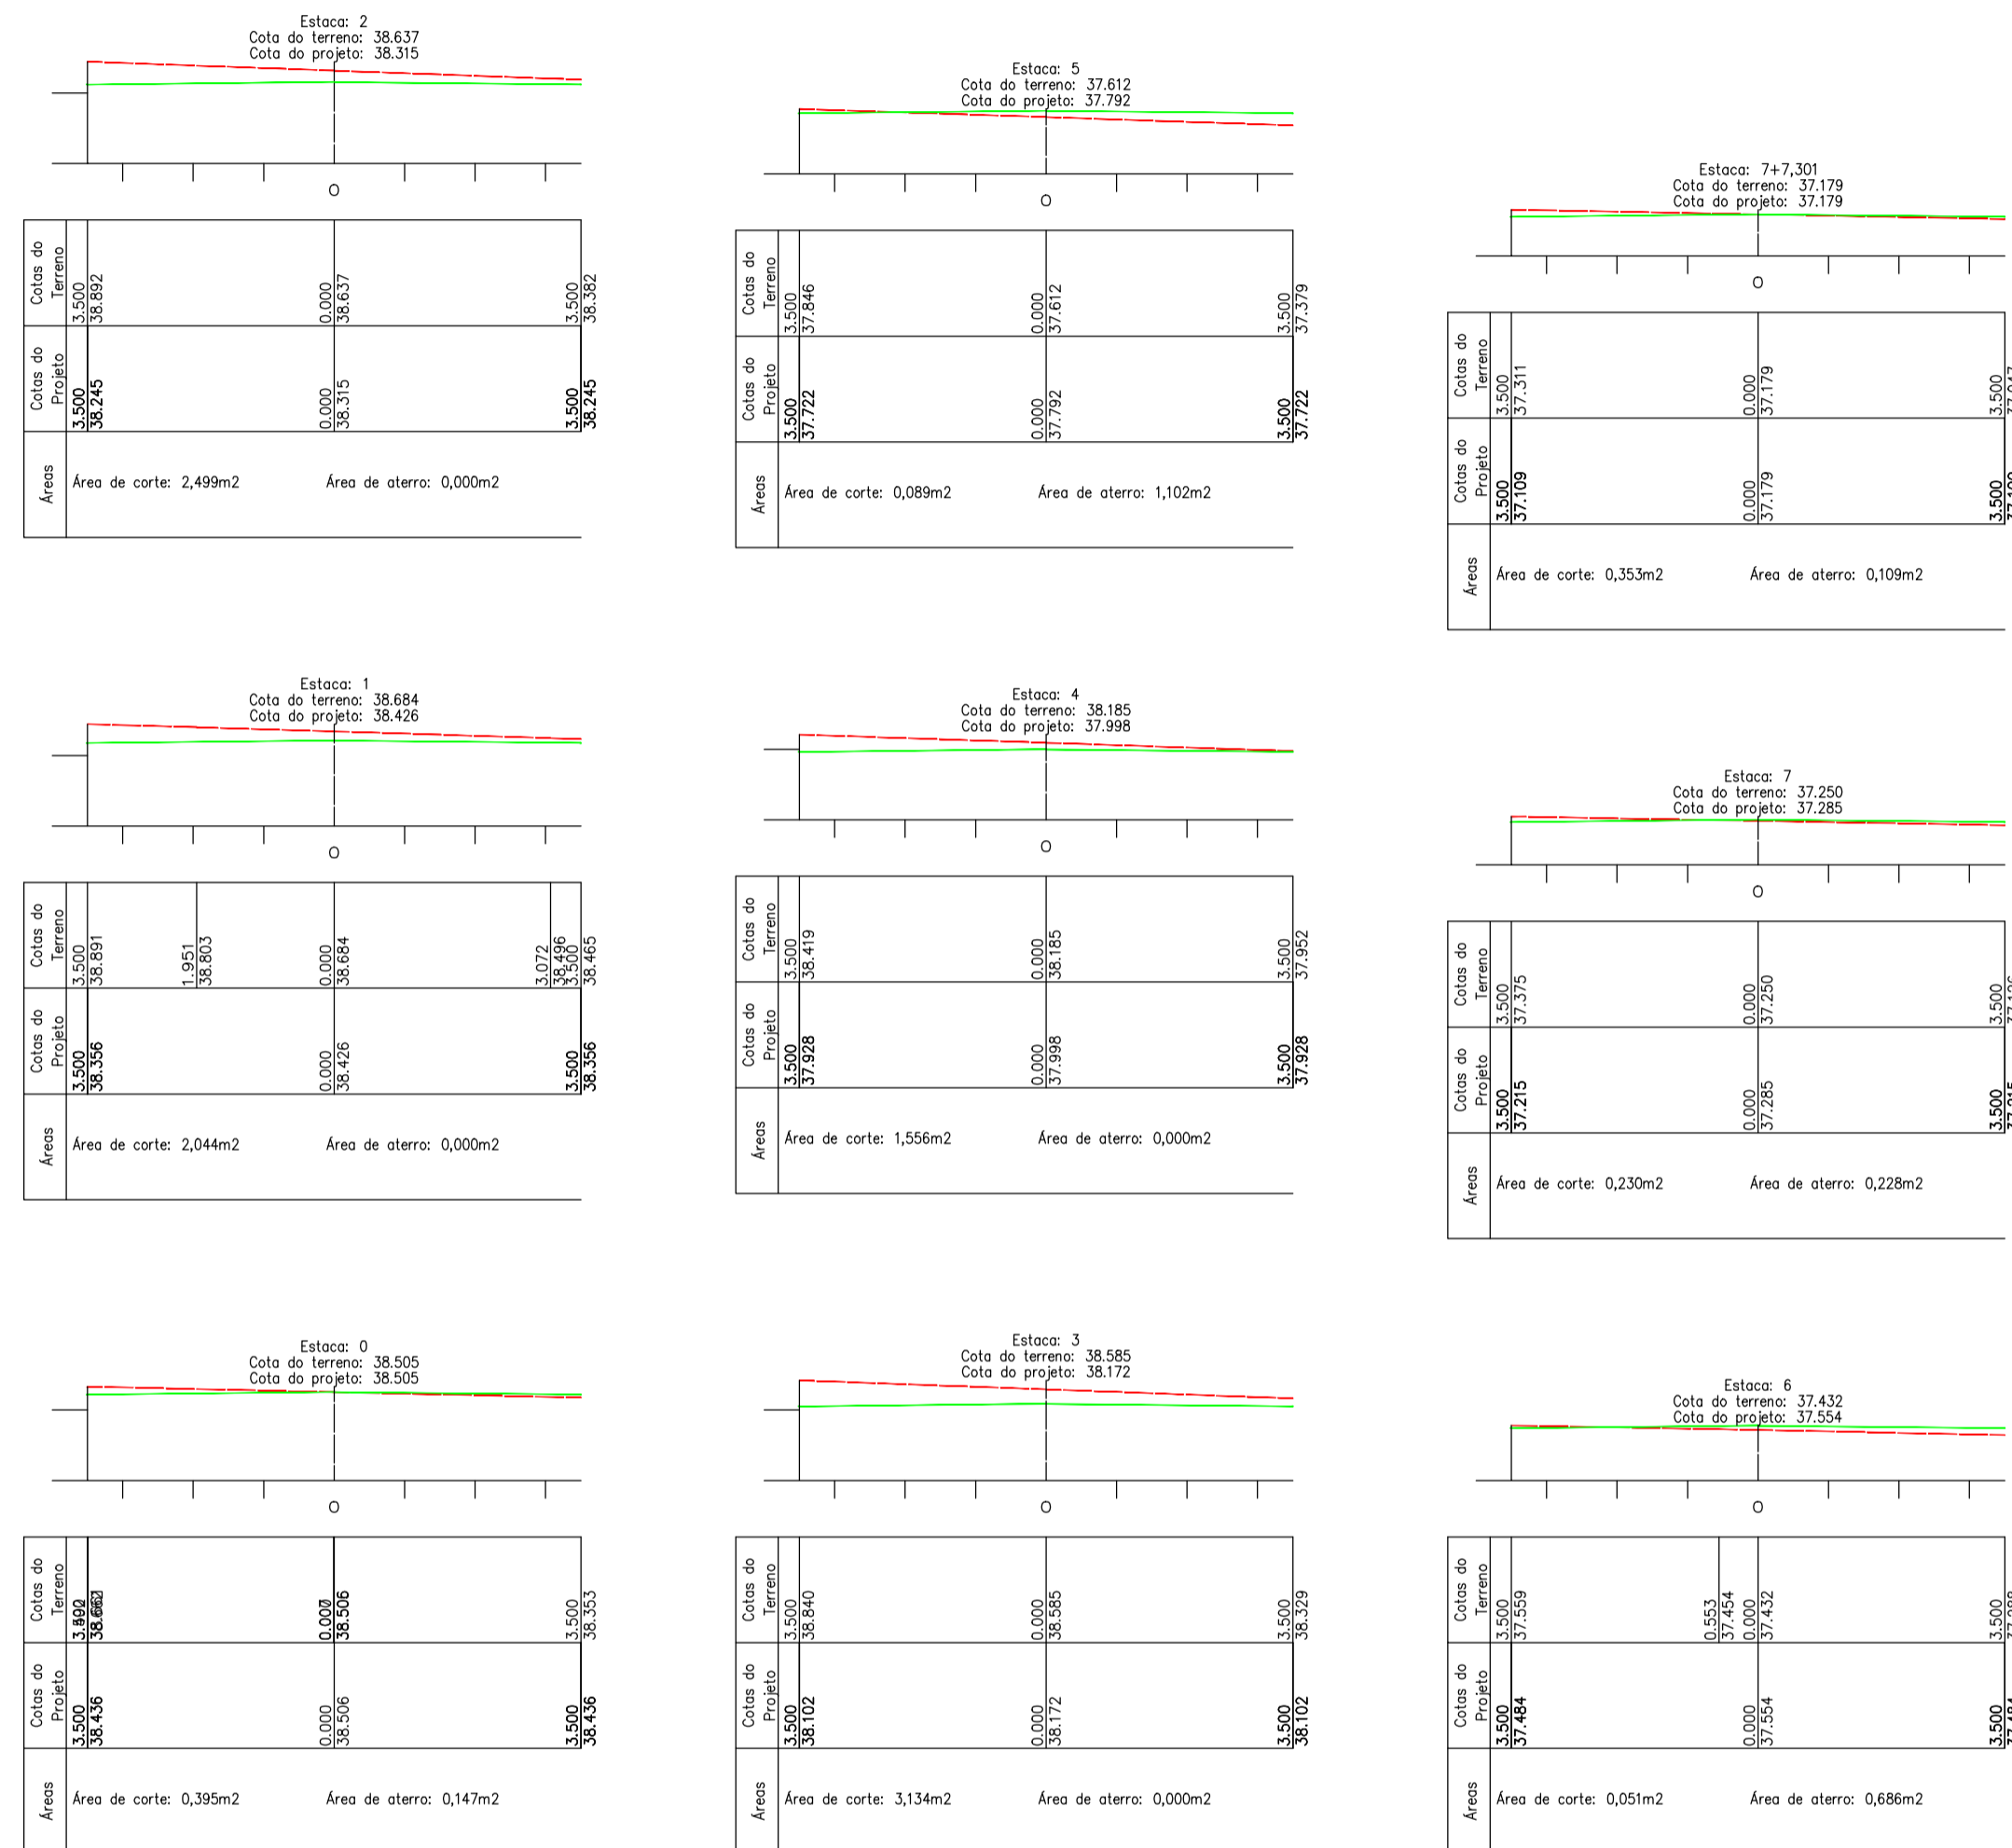 Estaca: 2
Cota do terreno: 38.637
Cota do projeto: 38.315
0
Cotas do
Terreno
3.500
38.892
0.000
38.637
3.500
38.382
Cotas do
Projeto
3.500
38.245
0.000
38.315
3.500
38.245
Áreas
Área de corte: 2,499m2
Área de aterro: 0,000m2
Estaca: 5
Cota do terreno: 37.612
Cota do projeto: 37.792
0
Cotas do
Terreno
3.500
37.846
0.000
37.612
3.500
37.379
Cotas do
Projeto
3.500
37.722
0.000
37.792
3.500
37.722
Áreas
Área de corte: 0,089m2
Área de aterro: 1,102m2
Estaca: 7+7,301
Cota do terreno: 37.179
Cota do projeto: 37.179
0
Cotas do
Terreno
3.500
37.311
0.000
37.179
3.500
Cotas do
Projeto
3.500
37.109
0.000
37.179
3.500
Áreas
Área de corte: 0,353m2
Área de aterro: 0,109m2
Estaca: 1
Cota do terreno: 38.684
Cota do projeto: 38.426
0
Cotas do
Terreno
3.500
38.891
1.951
38.803
0.000
38.684
3.072
38.496
3.500
38.465
Cotas do
Projeto
3.500
38.356
0.000
38.426
3.500
38.356
Áreas
Área de corte: 2,044m2
Área de aterro: 0,000m2
Estaca: 4
Cota do terreno: 38.185
Cota do projeto: 37.998
0
Cotas do
Terreno
3.500
38.419
0.000
38.185
3.500
37.952
Cotas do
Projeto
3.500
37.928
0.000
37.998
3.500
37.928
Áreas
Área de corte: 1,556m2
Área de aterro: 0,000m2
Estaca: 7
Cota do terreno: 37.250
Cota do projeto: 37.285
0
Cotas do
Terreno
3.500
37.375
0.000
37.250
3.500
Cotas do
Projeto
3.500
37.215
0.000
37.285
3.500
Áreas
Área de corte: 0,230m2
Área de aterro: 0,228m2
Estaca: 0
Cota do terreno: 38.505
Cota do projeto: 38.505
0
Cotas do
Terreno
38.506
3.500
38.353
Cotas do
Projeto
3.500
38.436
0.000
38.506
3.500
38.436
Áreas
Área de corte: 0,395m2
Área de aterro: 0,147m2
Estaca: 3
Cota do terreno: 38.585
Cota do projeto: 38.172
0
Cotas do
Terreno
3.500
38.840
0.000
38.585
3.500
38.329
Cotas do
Projeto
3.500
38.102
0.000
38.172
3.500
38.102
Áreas
Área de corte: 3,134m2
Área de aterro: 0,000m2
Estaca: 6
Cota do terreno: 37.432
Cota do projeto: 37.554
0
Cotas do
Terreno
3.500
37.559
0.553
37.454
0.000
37.432
3.500
Cotas do
Projeto
3.500
37.484
0.000
37.554
3.500
Áreas
Área de corte: 0,051m2
Área de aterro: 0,686m2